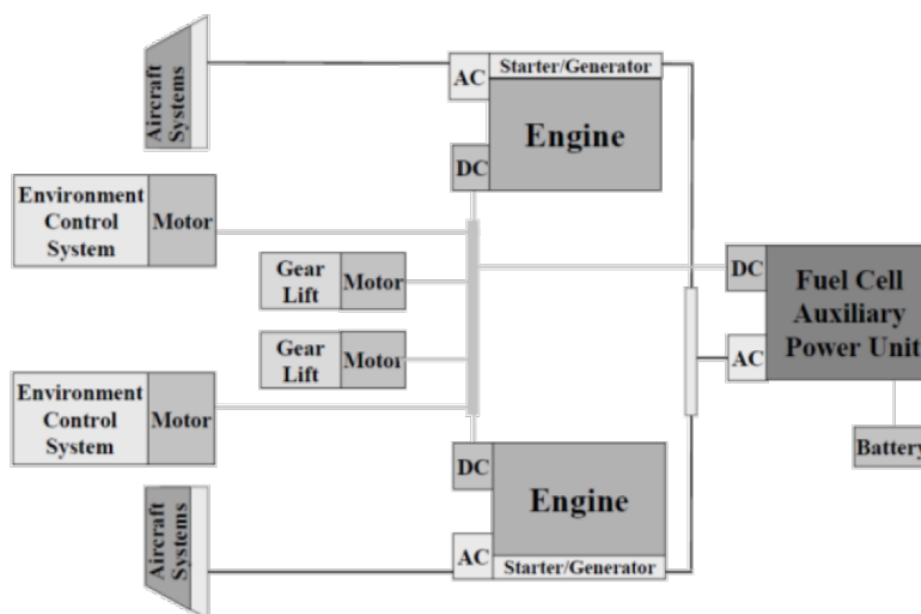 Aircraft
Systems
AC
Starter/Generator
Engine
DC
Environment
Control
System
Motor
Gear
Lift
Motor
DC
Fuel Cell
Auxiliary
Power Unit
AC
Gear
Lift
Motor
Environment
Control
System
Motor
Battery
DC
Engine
AC
Starter/Generator
Aircraft
Systems